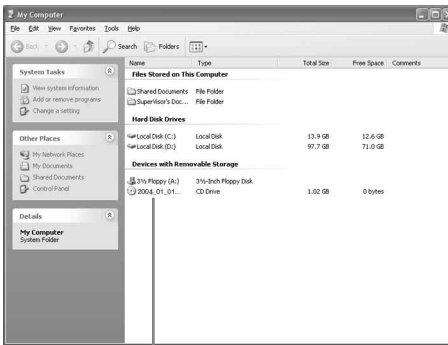 My Computer
File Edit View Favorites Tools Help
Back Search Folders
Name Type Total Size Free Space Comments
System Tasks
View system information
Add or remove programs
Change a setting
Other Places
My Network Places
My Documents
Shared Documents
Control Panel
Details
My Computer
System Folder
Files Stored on This Computer
Shared Documents File Folder
SuperVisor's Doc... File Folder
Hard Disk Drives
Local Disk (C:) Local Disk 13.9 GB 12.6 GB
Local Disk (D:) Local Disk 97.7 GB 71.0 GB
Devices with Removable Storage
3½ Floppy (A:) 3½-Inch Floppy Disk
2004_01_01... CD Drive 1.02 GB 0 bytes